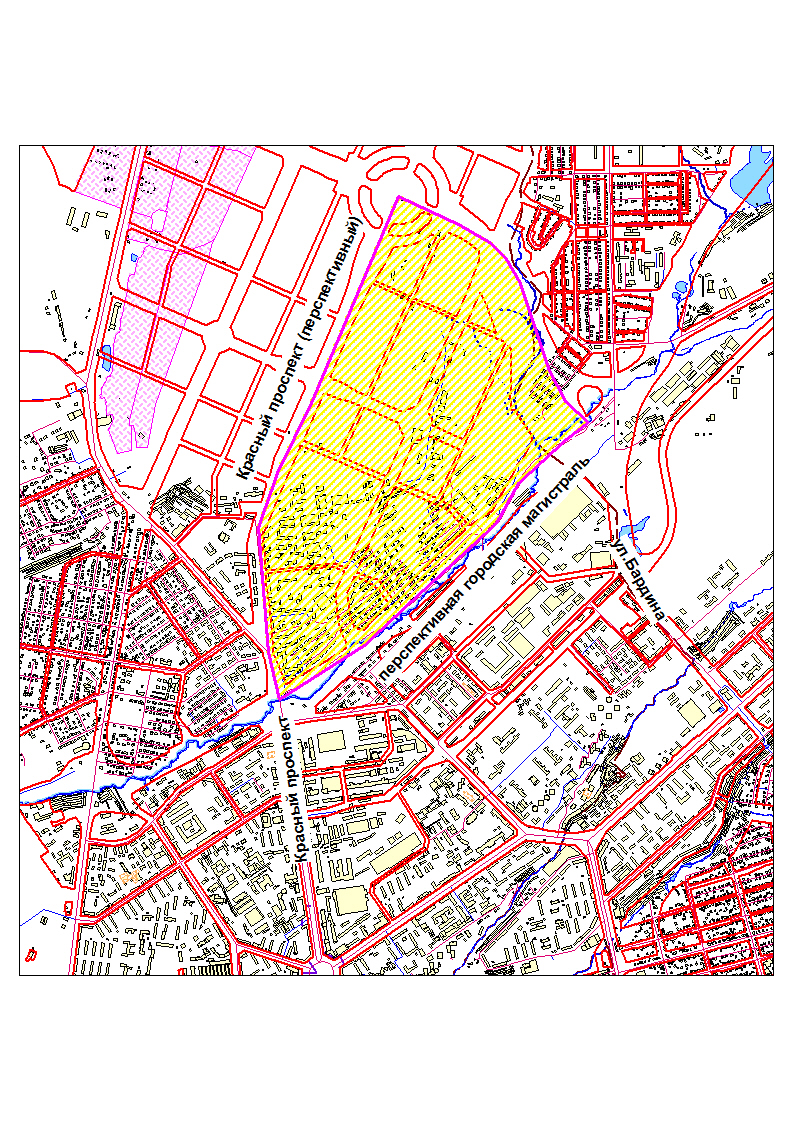 Красный проспект (перспективный)
перспективная городская магистраль
ул.Бардина
Красный проспект